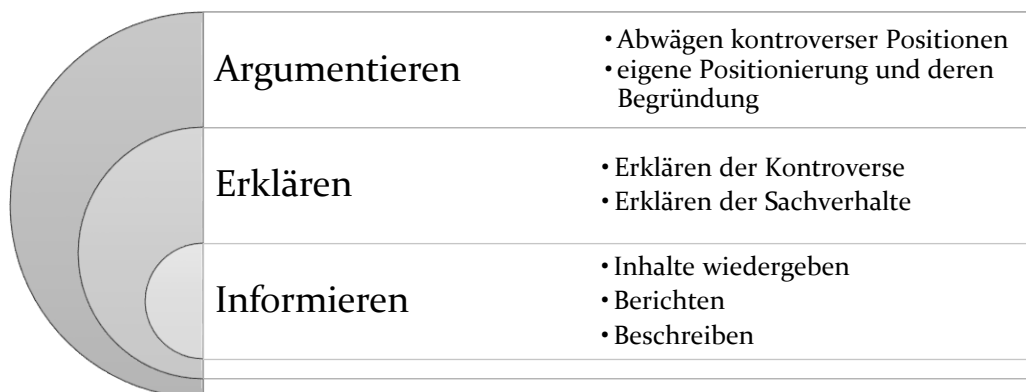 Argumentieren
• Abwägen kontroverser Positionen
• eigene Positionierung und deren
Begründung
Erklären
• Erklären der Kontroverse
• Erklären der Sachverhalte
Informieren
• Inhalte wiedergeben
• Berichten
• Beschreiben